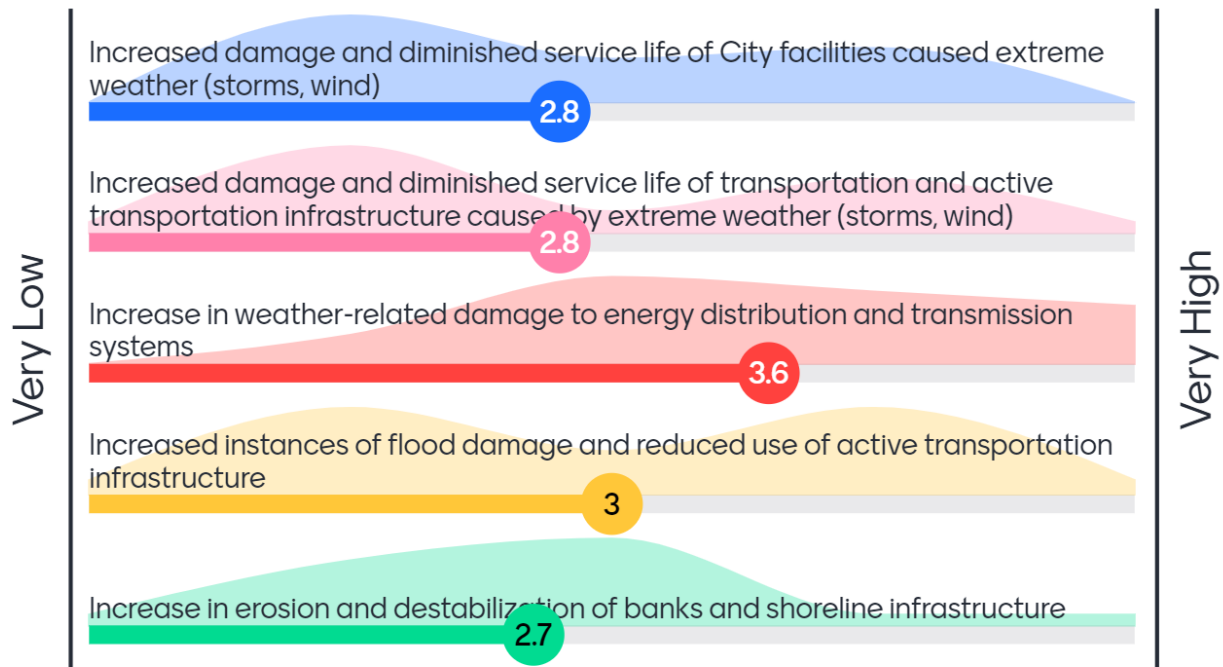 Increased damage and diminished service life of City facilities caused extreme
weather (storms, wind)
2.8
Increased damage and diminished service life of transportation and active
transportation infrastructure caused by extreme weather (storms, wind)
2.8
Very Low
Very High
Increase in weather-related damage to energy distribution and transmission
systems
3.6
Increased instances of flood damage and reduced use of active transportation
infrastructure
3
Increase in erosion and destabilization of banks and shoreline infrastructure
2.7